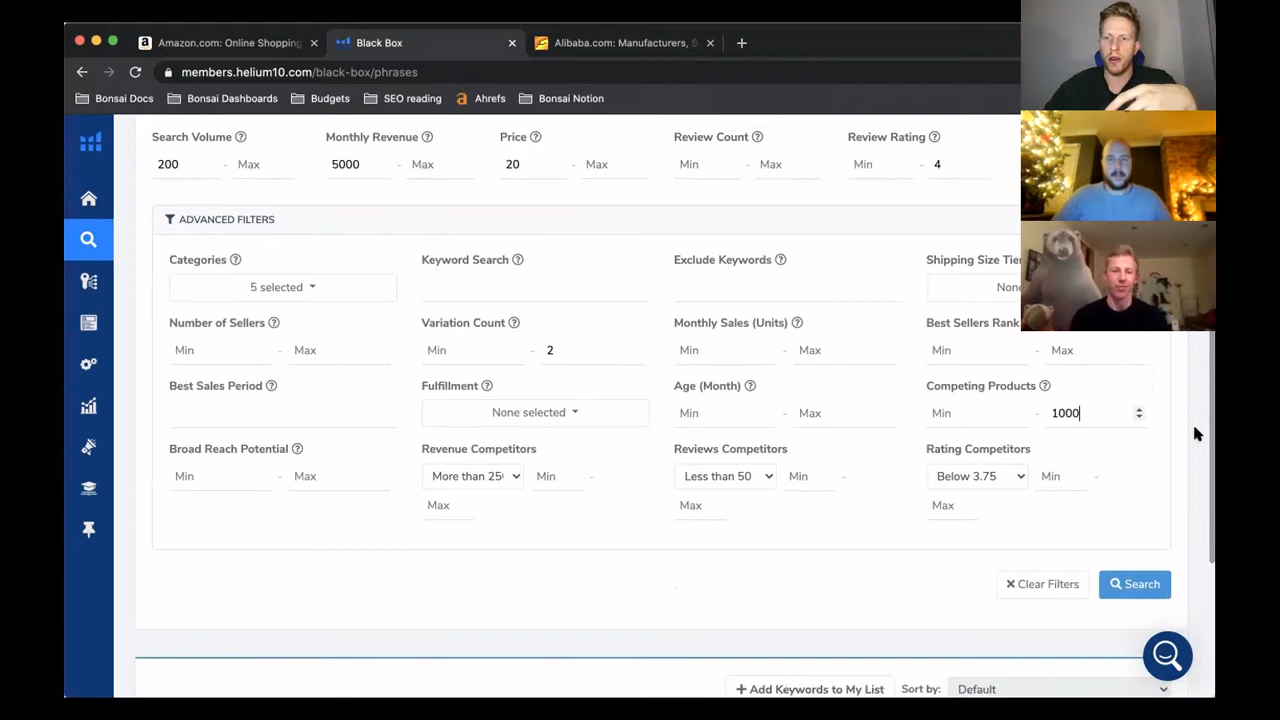 Amazon.com: Online Shopping
Black Box
Alibaba.com: Manufacturers, S
members.helium10.com/black-box/phrases
Bonsai Docs
Bonsai Dashboards
Budgets
SEO reading
Ahrefs
Bonsai Notion
Search Volume
Monthly Revenue
Price
Review Count
Review Rating
200 - Max
5000 - Max
20 - Max
Min - Max
Min - 4
ADVANCED FILTERS
Categories
Keyword Search
Exclude Keywords
Shipping Size Tier
5 selected
None
Number of Sellers
Variation Count
Monthly Sales (Units)
Best Sellers Rank
Min - Max
Min - 2
Min - Max
Min - Max
Best Sales Period
Fulfillment
Age (Month)
Competing Products
None selected
Min - Max
Min - 1000
Broad Reach Potential
Revenue Competitors
Reviews Competitors
Rating Competitors
Min - Max
More than 25 Min -
Less than 50 Min -
Below 3.75 Min -
Max
Max
Max
Clear Filters
Search
+ Add Keywords to My List
Sort by:
Default